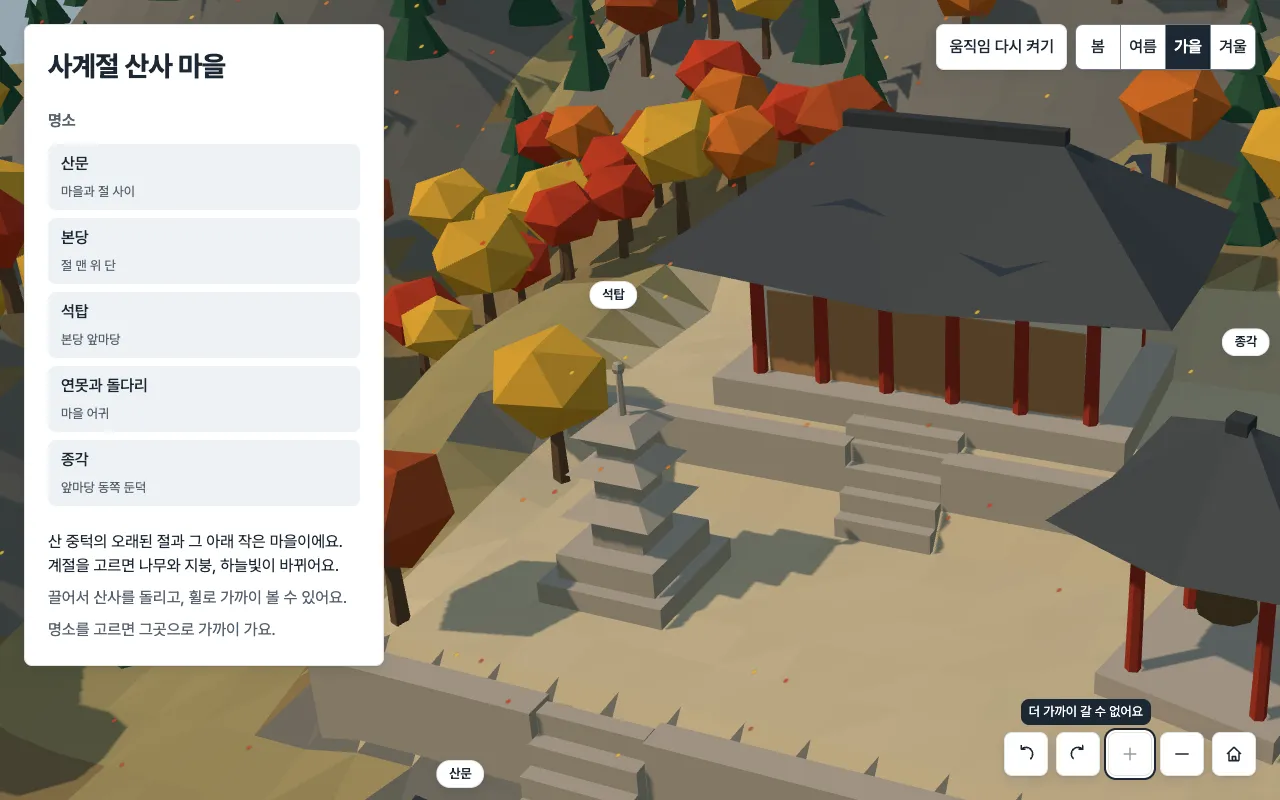 사계절 산사 마을
명소
산문
마을과 절 사이
본당
절 맨 위 단
석탑
본당 앞마당
연못과 돌다리
마을 어귀
종각
앞마당 동쪽 둔덕
산 중턱의 오래된 절과 그 아래 작은 마을이에요.
계절을 고르면 나무와 지붕, 하늘빛이 바뀌어요.
끌어서 산사를 돌리고, 휠로 가까이 볼 수 있어요.
명소를 고르면 그곳으로 가까이 가요.
움직임 다시 켜기
봄 여름 가을 겨울
석탑
종각
산문
더 가까이 갈 수 없어요